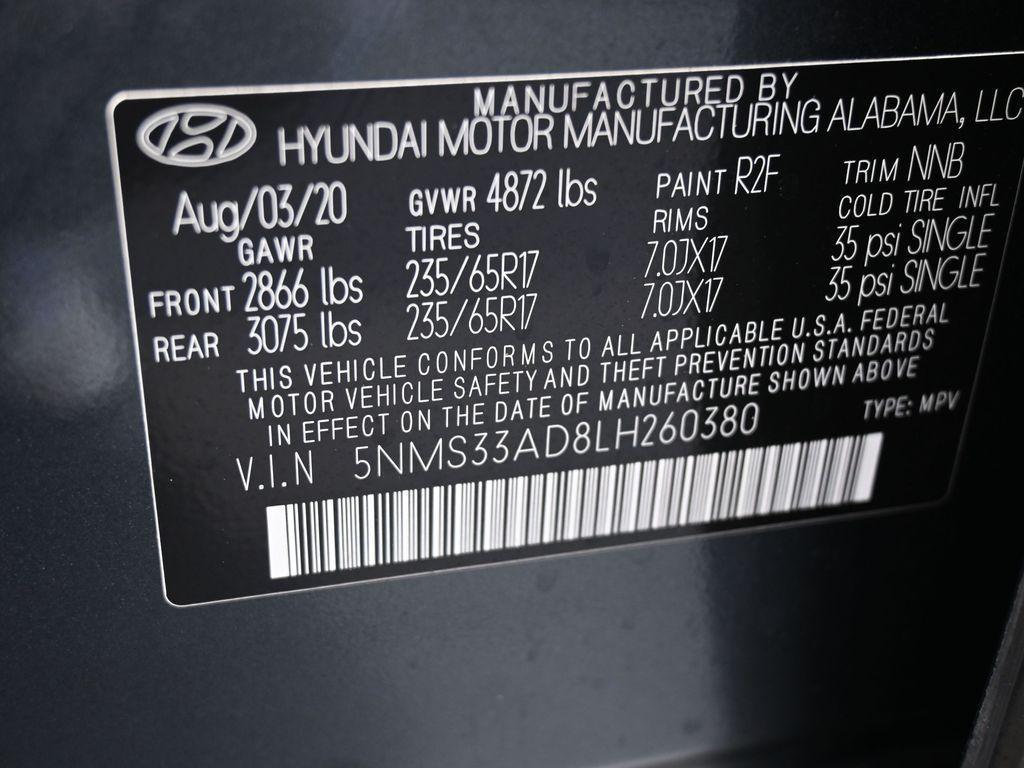 MANUFACTURED BY
HYUNDAI MOTOR MANUFACTURING ALABAMA, LLC
Aug/03/20 GVWR 4872 lbs PAINT R2F TRIM NNB
GAWR TIRES RIMS COLD TIRE INFL
FRONT 2866 lbs 235/65R17 7.0JX17 35 psi SINGLE
REAR 3075 lbs 235/65R17 7.0JX17 35 psi SINGLE
THIS VEHICLE CONFORMS TO ALL APPLICABLE U.S.A. FEDERAL
MOTOR VEHICLE SAFETY AND THEFT PREVENTION STANDARDS
IN EFFECT ON THE DATE OF MANUFACTURE SHOWN ABOVE
V.I.N 5NMS33AD8LH260380 TYPE: MPV